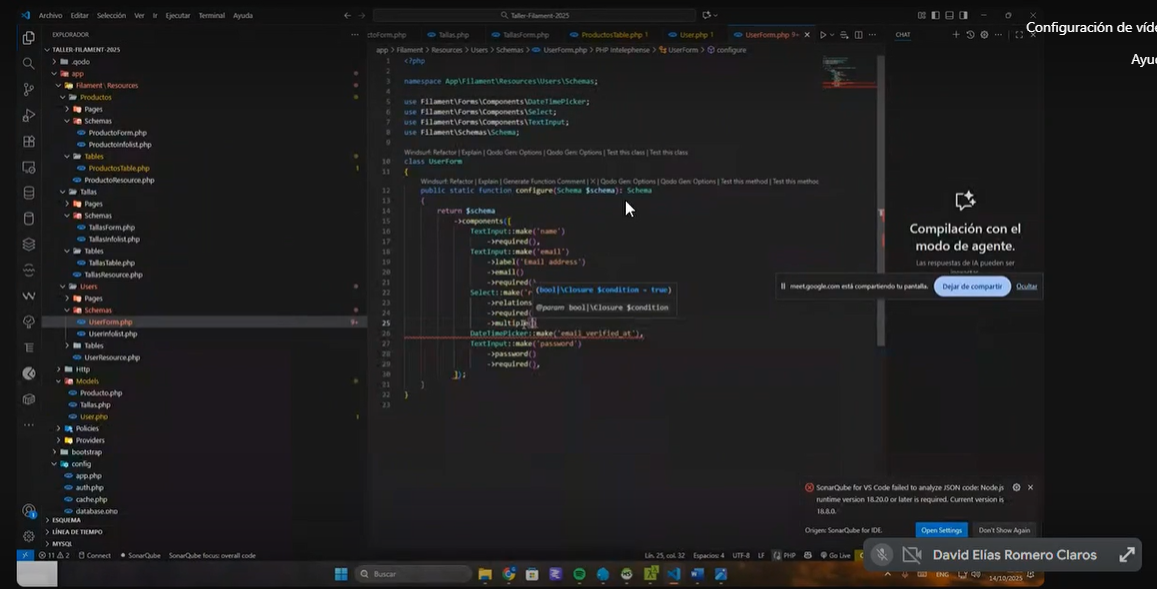 Archivo Editar Selección Ver Ir Ejecutar Terminal Ayuda
Taller-Filament-2025
Configuración de víde
Ayu
EXPLORADOR
TALLER-FILAMENT-2025
.qodo
app
Filament \ Resources
Productos
Pages
Schemas
ProductoForm.php
ProductoInfolist.php
Tables
ProductosTable.php 1
ProductoResource.php
Tallas
Pages
Schemas
TallasForm.php
TallasInfolist.php
Tables
TallasTable.php
TallasResource.php
Users
Pages
Schemas
UserForm.php 9+
UserInfolist.php
Tables
UserResource.php
Http
Models
Producto.php
Tallas.php
User.php 1
Policies
Providers
bootstrap
config
app.php
auth.php
cache.php
database.php
ESQUEMA
LÍNEA DE TIEMPO
MYSQL
ctoForm.php Tallas.php TallasForm.php ProductosTable.php 1 User.php 1 UserForm.php 9+
app > Filament > Resources > Users > Schemas > UserForm.php > PHP Intelephense > UserForm > configure
1 <?php
2
3 namespace App\Filament\Resources\Users\Schemas;
4
5 use Filament\Forms\Components\DateTimePicker;
6 use Filament\Forms\Components\Select;
7 use Filament\Forms\Components\TextInput;
8 use Filament\Schemas\Schema;
9
Windsurf: Refactor | Explain | Qodo Gen: Options | Qodo Gen: Options | Test this class | Test this class
10 class UserForm
11 {
Windsurf: Refactor | Explain | Generate Function Comment | X | Qodo Gen: Options | Qodo Gen: Options | Test this method | Test this method
12 public static function configure(Schema $schema): Schema
13 {
14 return $schema
15 ->components([
16 TextInput::make('name')
17 ->required(),
18 TextInput::make('email')
19 ->label('Email address')
20 ->email()
21 ->required(
22 Select::make('r
23 ->relations
24 ->required(
25 ->multiple()
26 DateTimePicker::make('email_verified_at'),
27 TextInput::make('password')
28 ->password()
29 ->required(),
30 ]);
31 }
22 }
23
(bool|\Closure $condition = true)
@param bool|\Closure $condition
CHAT
Compilación con el
modo de agente.
Las respuestas de IA pueden ser
meet.google.com está compartiendo tu pantalla. Dejar de compartir Ocultar
SonarQube for VS Code failed to analyze JSON code: Node.js
runtime version 18.20.0 or later is required. Current version is
18.8.0.
Origen: SonarQube for IDE
Open Settings Don't Show Again
11 2 Connect SonarQube SonarQube focus: overall code
Lín. 25, col. 32 Espacios: 4 UTF-8 LF PHP Go Live
David Elías Romero Claros
Buscar
ENG
14/10/2025